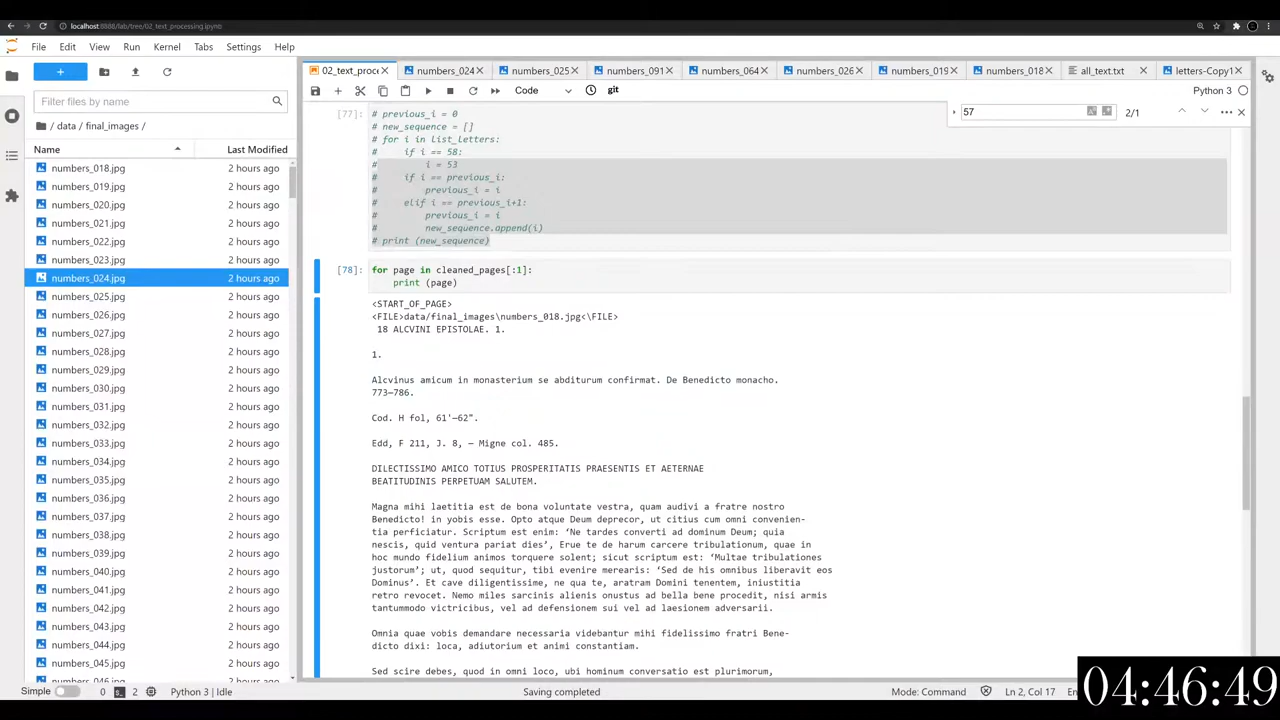 localhost:8888/lab/tree/02_text_processing.ipynb
File Edit View Run Kernel Tabs Settings Help
02_text_proce
numbers_024
numbers_025
numbers_091
numbers_064
numbers_026
numbers_019
numbers_018
all_text.txt
letters-Copy1
Code
git
Python 3
Filter files by name
/ data / final_images /
Name Last Modified
numbers_018.jpg 2 hours ago
numbers_019.jpg 2 hours ago
numbers_020.jpg 2 hours ago
numbers_021.jpg 2 hours ago
numbers_022.jpg 2 hours ago
numbers_023.jpg 2 hours ago
numbers_024.jpg 2 hours ago
numbers_025.jpg 2 hours ago
numbers_026.jpg 2 hours ago
numbers_027.jpg 2 hours ago
numbers_028.jpg 2 hours ago
numbers_029.jpg 2 hours ago
numbers_030.jpg 2 hours ago
numbers_031.jpg 2 hours ago
numbers_032.jpg 2 hours ago
numbers_033.jpg 2 hours ago
numbers_034.jpg 2 hours ago
numbers_035.jpg 2 hours ago
numbers_036.jpg 2 hours ago
numbers_037.jpg 2 hours ago
numbers_038.jpg 2 hours ago
numbers_039.jpg 2 hours ago
numbers_040.jpg 2 hours ago
numbers_041.jpg 2 hours ago
numbers_042.jpg 2 hours ago
numbers_043.jpg 2 hours ago
numbers_044.jpg 2 hours ago
numbers_045.jpg 2 hours ago
numbers_046.jpg 2 hours ago
57
2/1
[77]:
# previous_i = 0
# new_sequence = []
# for i in list_letters:
#     if i == 58:
#         i = 53
#     if i == previous_i:
#         previous_i = i
#     elif i == previous_i+1:
#         previous_i = i
#         new_sequence.append(i)
# print (new_sequence)
[78]: for page in cleaned_pages[:1]:
    print (page)
<START_OF_PAGE>
<FILE>data/final_images\numbers_018.jpg<\FILE>
18 ALCVINI EPISTOLAE. 1.
1.
Alcvinus amicum in monasterium se abditurum confirmat. De Benedicto monacho.
773—786.
Cod. H fol, 61'—62".
Edd, F 211, J. 8, — Migne col. 485.
DILECTISSIMO AMICO TOTIUS PROSPERITATIS PRAESENTIS ET AETERNAE
BEATITUDINIS PERPETUAM SALUTEM.
Magna mihi laetitia est de bona voluntate vestra, quam audivi a fratre nostro
Benedicto! in yobis esse. Opto atque Deum deprecor, ut citius cum omni convenien-
tia perficiatur. Scriptum est enim: ‘Ne tardes converti ad dominum Deum; quia
nescis, quid ventura pariat dies’, Erue te de harum carcere tribulationum, quae in
hoc mundo fidelium animos torquere solent; sicut scriptum est: ‘Multae tribulationes
justorum’; ut, quod sequitur, tibi evenire merearis: ‘Sed de his omnibus liberavit eos
Dominus’. Et cave diligentissime, ne qua te, aratram Domini tenentem, iniustitia
retro revocet. Nemo miles sarcinis alienis onustus ad bella bene procedit, nisi armis
tantummodo victricibus, vel ad defensionem sui vel ad laesionem adversarii.
Omnia quae vobis demandare necessaria videbantur mihi fidelissimo fratri Bene-
dicto dixi: loca, adiutorium et animi constantiam.
Sed scire debes, quod in omni loco, ubi hominum conversatio est plurimorum,
Simple 0 2 Python 3 | Idle Saving completed Mode: Command Ln 2, Col 17
04:46:49